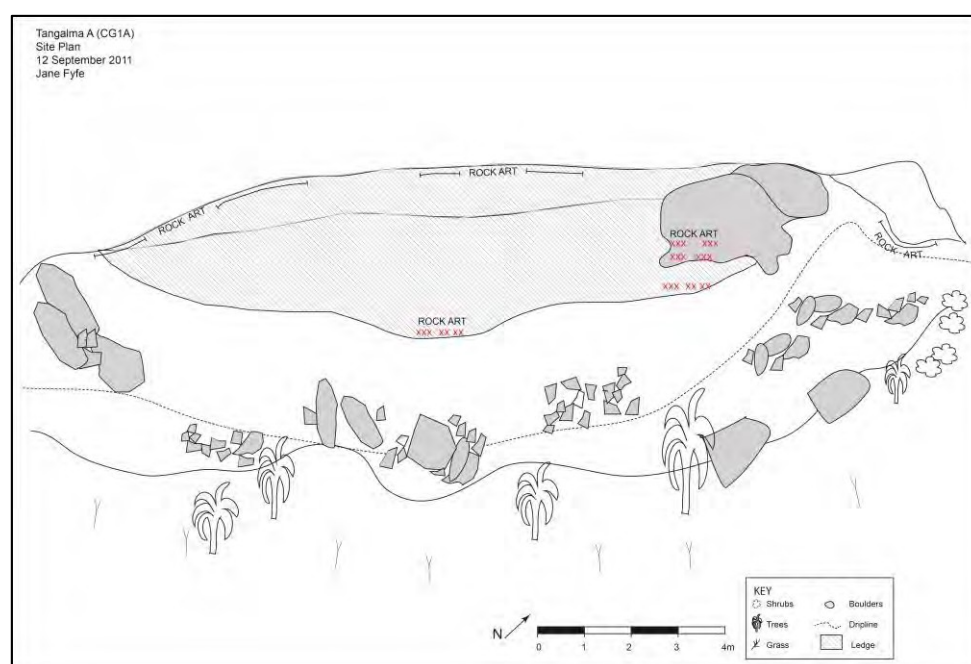 Tangalma A (CG1A)
Site Plan
12 September 2011
Jane Fyfe
ROCK ART
ROCK ART
ROCK ART
ROCK ART
XXX XXX
XXX XXX
XXX XX XX
ROCK ART
XXX XX XX
N
0 1 2 3 4m
KEY
Shrubs
Boulders
Trees
Dripline
Grass
Ledge